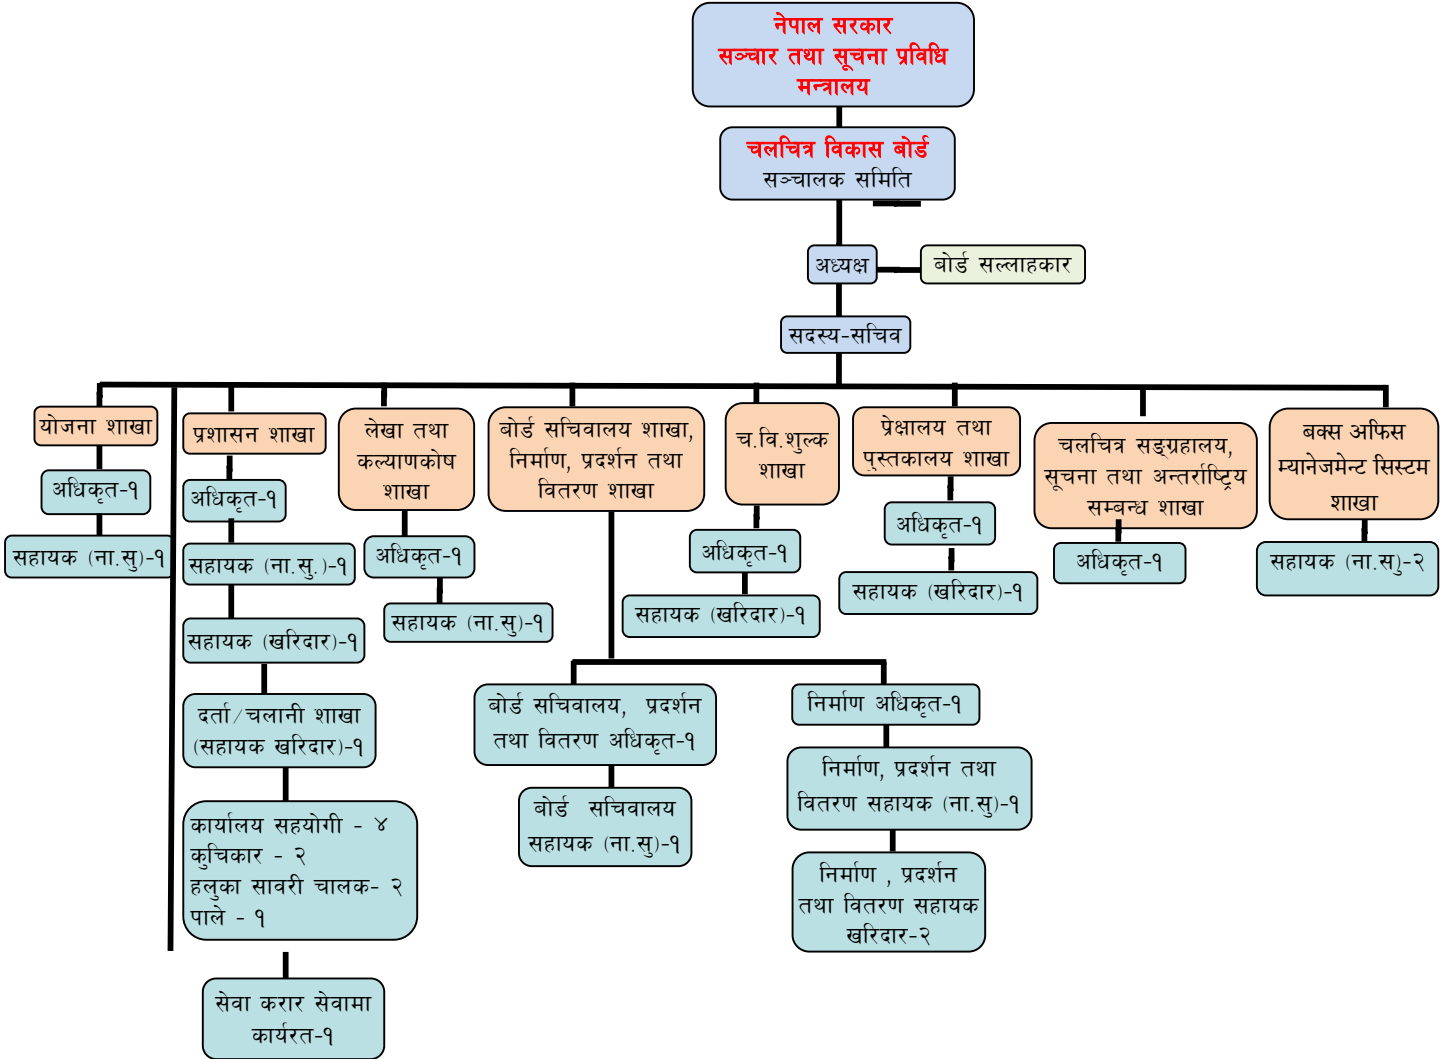 नेपाल सरकार
सञ्चार तथा सूचना प्रविधि
मन्त्रालय
चलचित्र विकास बोर्ड
सञ्चालक समिति
अध्यक्ष
बोर्ड सल्लाहकार
सदस्य-सचिव
योजना शाखा
अधिकृत-१
सहायक (ना.सु)-१
प्रशासन शाखा
अधिकृत-१
सहायक (ना.सु.)-१
सहायक (खरिदार)-१
दर्ता/चलानी शाखा
(सहायक खरिदार)-१
कार्यालय सहयोगी - ४
कुचिकार - २
हलुका सावरी चालक- २
पाले - १
सेवा करार सेवामा
कार्यरत-१
लेखा तथा
कल्याणकोष
शाखा
अधिकृत-१
सहायक (ना.सु)-१
बोर्ड सचिवालय शाखा,
निर्माण, प्रदर्शन तथा
वितरण शाखा
बोर्ड सचिवालय, प्रदर्शन
तथा वितरण अधिकृत-१
बोर्ड सचिवालय
सहायक (ना.सु)-१
निर्माण अधिकृत-१
निर्माण, प्रदर्शन तथा
वितरण सहायक (ना.सु)-१
निर्माण , प्रदर्शन
तथा वितरण सहायक
खरिदार-२
च.वि.शुल्क
शाखा
अधिकृत-१
सहायक (खरिदार)-१
प्रेक्षालय तथा
पुस्तकालय शाखा
अधिकृत-१
सहायक (खरिदार)-१
चलचित्र सङ्ग्रहालय,
सूचना तथा अन्तर्राष्ट्रिय
सम्बन्ध शाखा
अधिकृत-१
बक्स अफिस
म्यानेजमेन्ट सिस्टम
शाखा
सहायक (ना.सु)-२